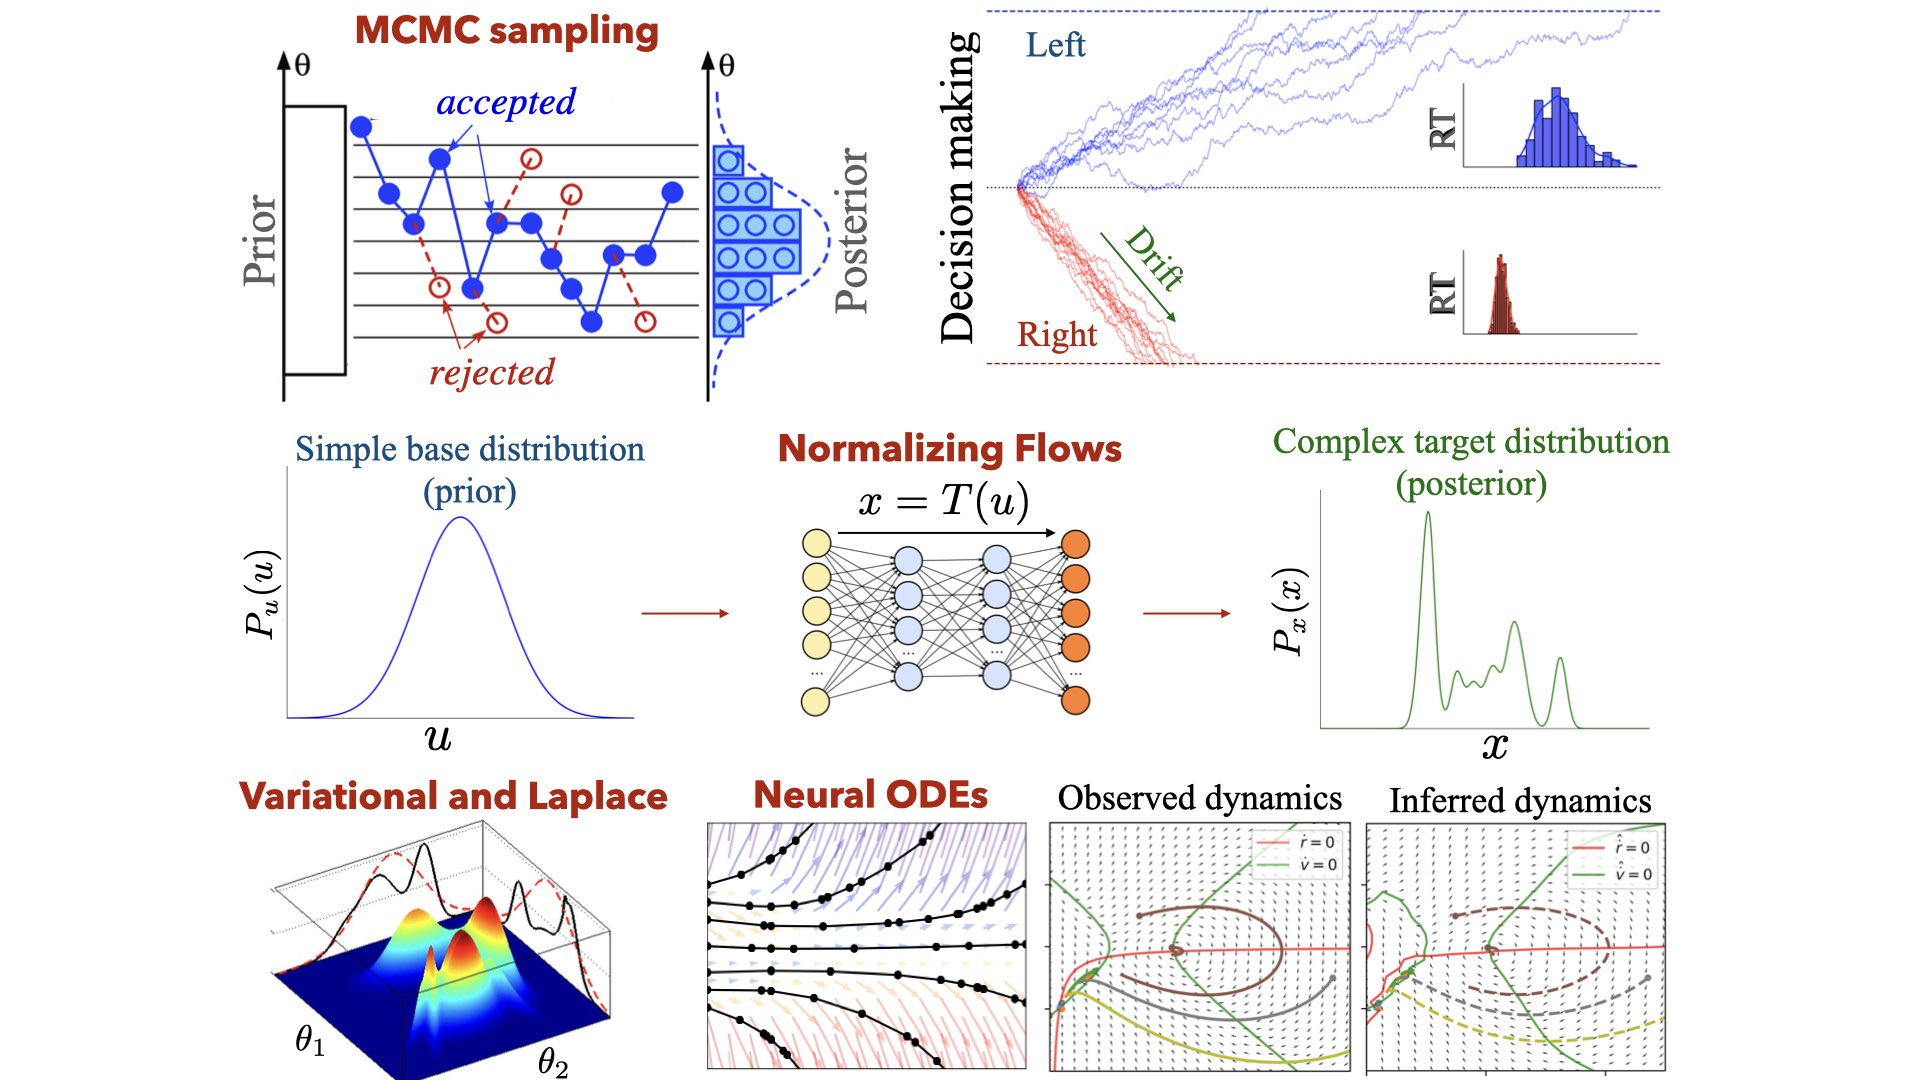 MCMC sampling
θ
accepted
Prior
rejected
θ
Posterior
Decision making
Left
RT
Drift
Right
RT
Simple base distribution
(prior)
P_u(u)
u
Normalizing Flows
x = T(u)
...
...
...
...
Complex target distribution
(posterior)
P_x(x)
x
Variational and Laplace
θ₁
θ₂
Neural ODEs
Observed dynamics
ṙ = 0
v̇ = 0
Inferred dynamics
ṙ̂ = 0
v̇̂ = 0